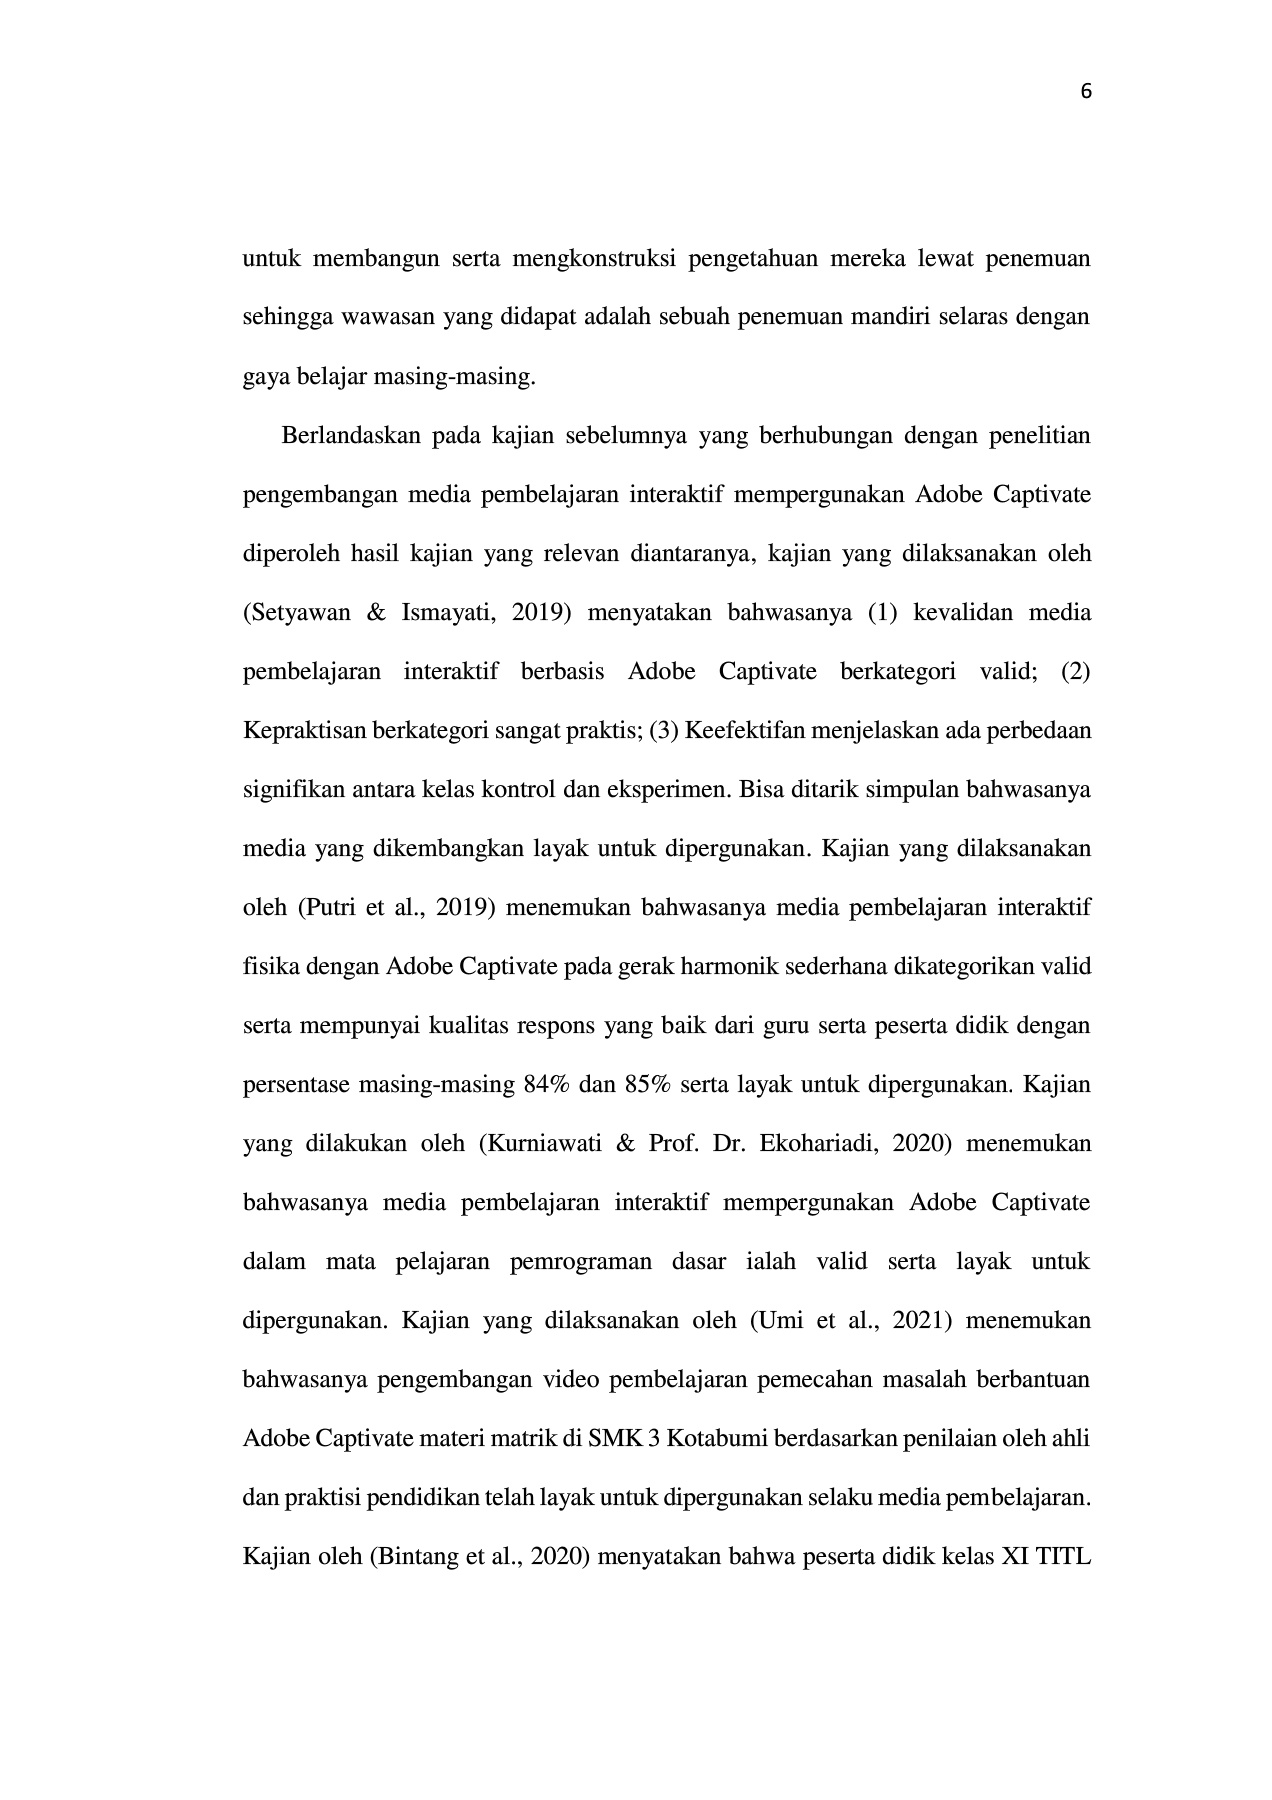 6
untuk membangun serta mengkonstruksi pengetahuan mereka lewat penemuan
sehingga wawasan yang didapat adalah sebuah penemuan mandiri selaras dengan
gaya belajar masing-masing.
Berlandaskan pada kajian sebelumnya yang berhubungan dengan penelitian
pengembangan media pembelajaran interaktif mempergunakan Adobe Captivate
diperoleh hasil kajian yang relevan diantaranya, kajian yang dilaksanakan oleh
(Setyawan & Ismayati, 2019) menyatakan bahwasanya (1) kevalidan media
pembelajaran interaktif berbasis Adobe Captivate berkategori valid; (2)
Kepraktisan berkategori sangat praktis; (3) Keefektifan menjelaskan ada perbedaan
signifikan antara kelas kontrol dan eksperimen. Bisa ditarik simpulan bahwasanya
media yang dikembangkan layak untuk dipergunakan. Kajian yang dilaksanakan
oleh (Putri et al., 2019) menemukan bahwasanya media pembelajaran interaktif
fisika dengan Adobe Captivate pada gerak harmonik sederhana dikategorikan valid
serta mempunyai kualitas respons yang baik dari guru serta peserta didik dengan
persentase masing-masing 84% dan 85% serta layak untuk dipergunakan. Kajian
yang dilakukan oleh (Kurniawati & Prof. Dr. Ekohariadi, 2020) menemukan
bahwasanya media pembelajaran interaktif mempergunakan Adobe Captivate
dalam mata pelajaran pemrograman dasar ialah valid serta layak untuk
dipergunakan. Kajian yang dilaksanakan oleh (Umi et al., 2021) menemukan
bahwasanya pengembangan video pembelajaran pemecahan masalah berbantuan
Adobe Captivate materi matrik di SMK 3 Kotabumi berdasarkan penilaian oleh ahli
dan praktisi pendidikan telah layak untuk dipergunakan selaku media pembelajaran.
Kajian oleh (Bintang et al., 2020) menyatakan bahwa peserta didik kelas XI TITL